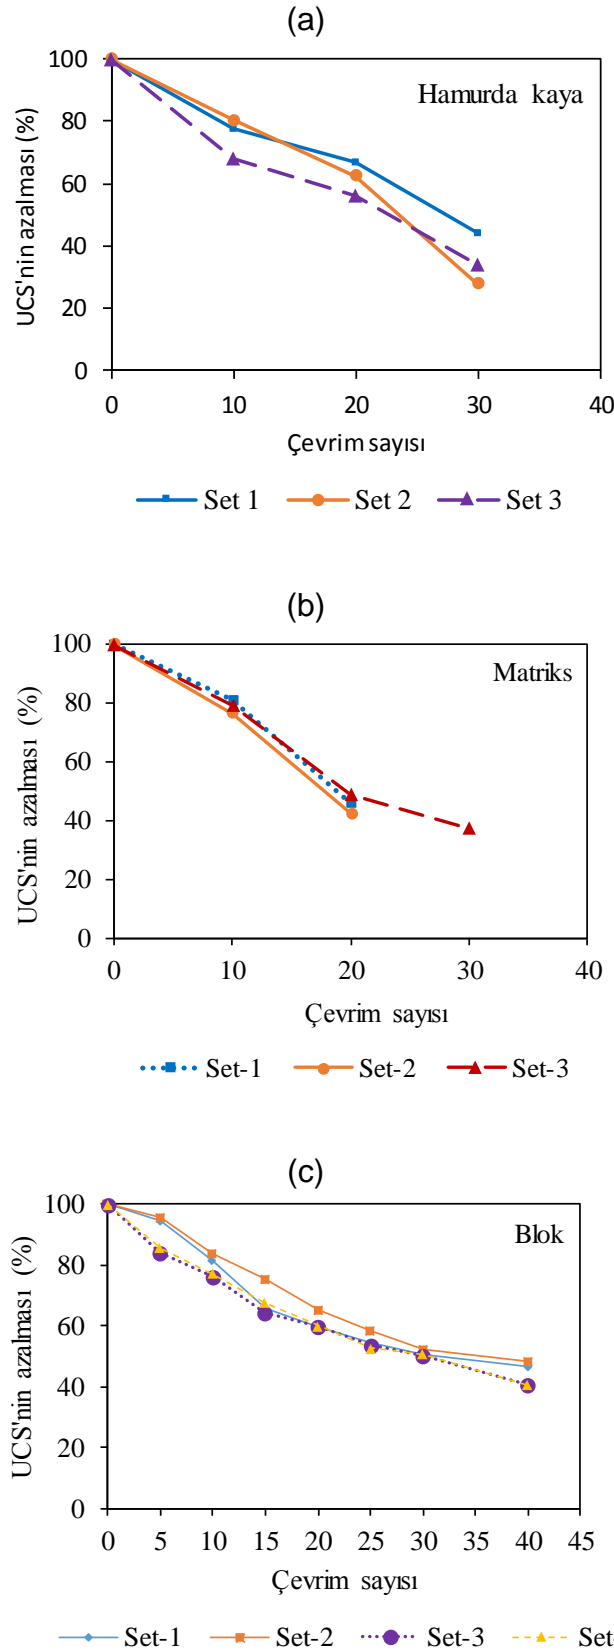 (a)
Hamurda kaya
UCS'nin azalması (%)
100
80
60
40
20
0
0 10 20 30 40
Çevrim sayısı
Set 1 Set 2 Set 3
(b)
Matriks
UCS'nin azalması (%)
100
80
60
40
20
0
0 10 20 30 40
Çevrim sayısı
Set-1 Set-2 Set-3
(c)
Blok
UCS'nin azalması (%)
100
80
60
40
20
0
0 5 10 15 20 25 30 40 45
Çevrim sayısı
Set-1 Set-2 Set-3 Set